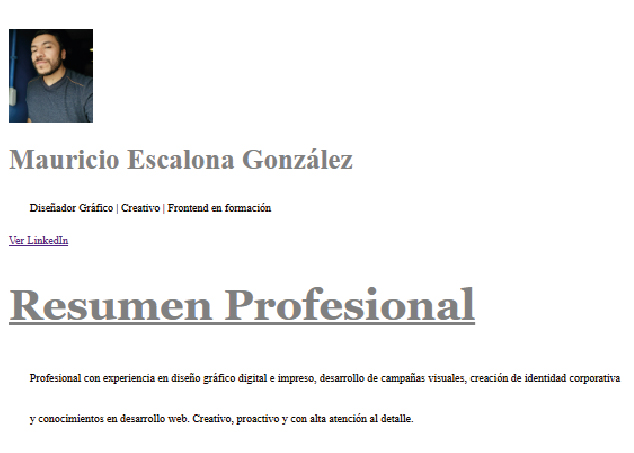 Mauricio Escalona González
Diseñador Gráfico | Creativo | Frontend en formación
Ver LinkedIn
Resumen Profesional
Profesional con experiencia en diseño gráfico digital e impreso, desarrollo de campañas visuales, creación de identidad corporativa
y conocimientos en desarrollo web. Creativo, proactivo y con alta atención al detalle.